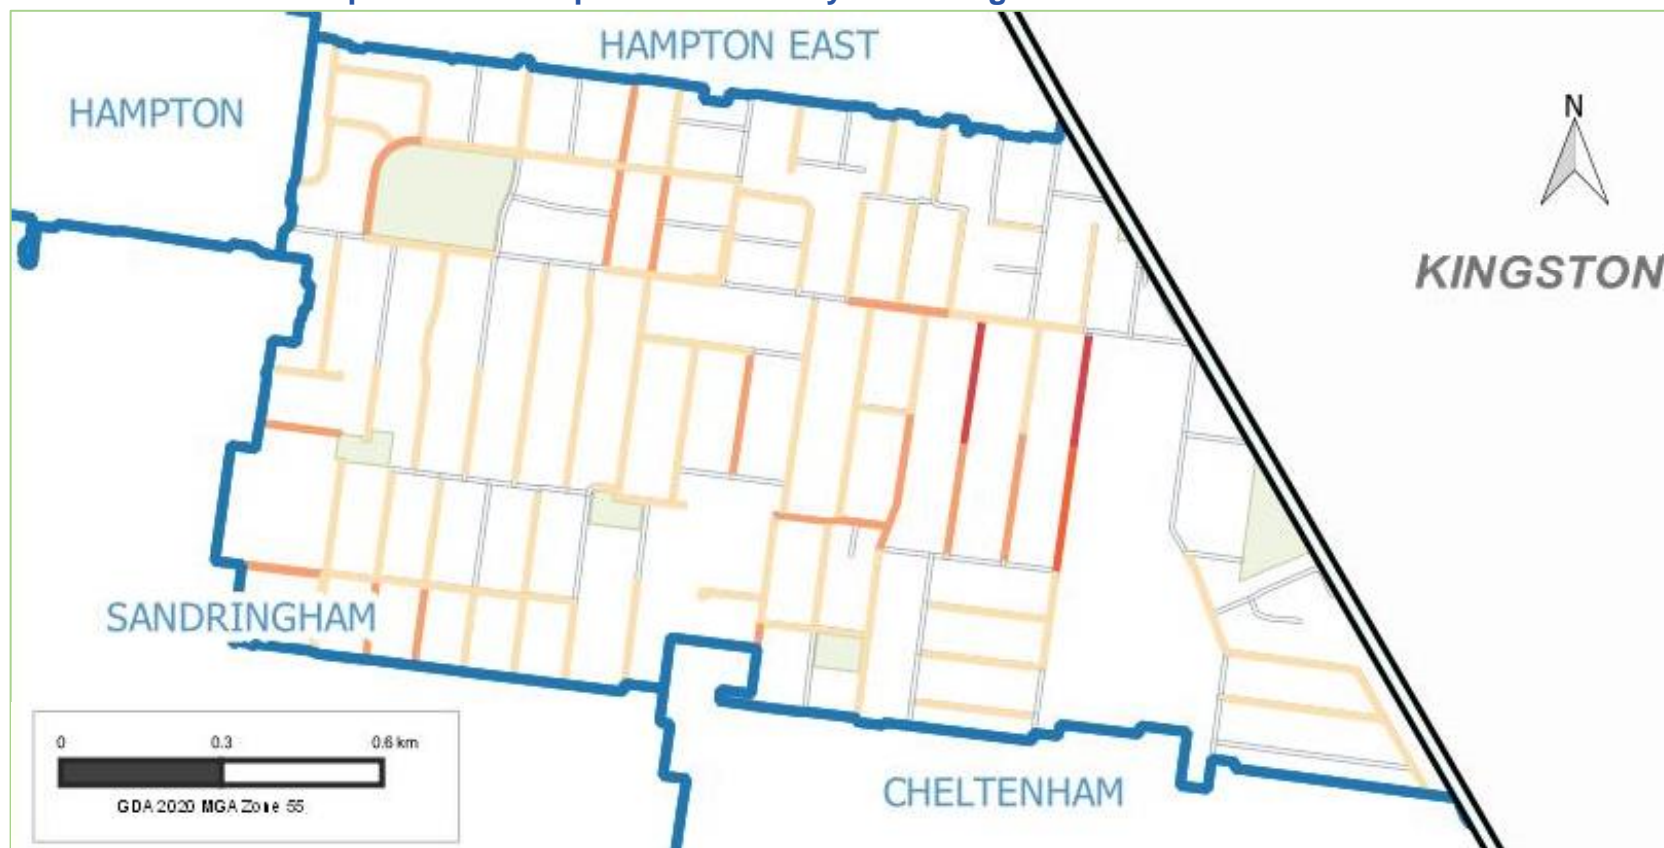 HAMPTON EAST
HAMPTON
N
KINGSTON
SANDRINGHAM
0 0.3 0.6 km
GDA 2020 MGA Zone 55
CHELTENHAM